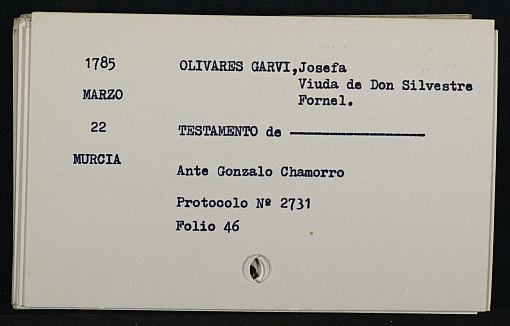 1785 OLIVARES GARVI, Josefa
Viuda de Don Silvestre
MARZO Fornel.
22 TESTAMENTO de
MURCIA
Ante Gonzalo Chamorro
Protocolo Nº 2731
Folio 46